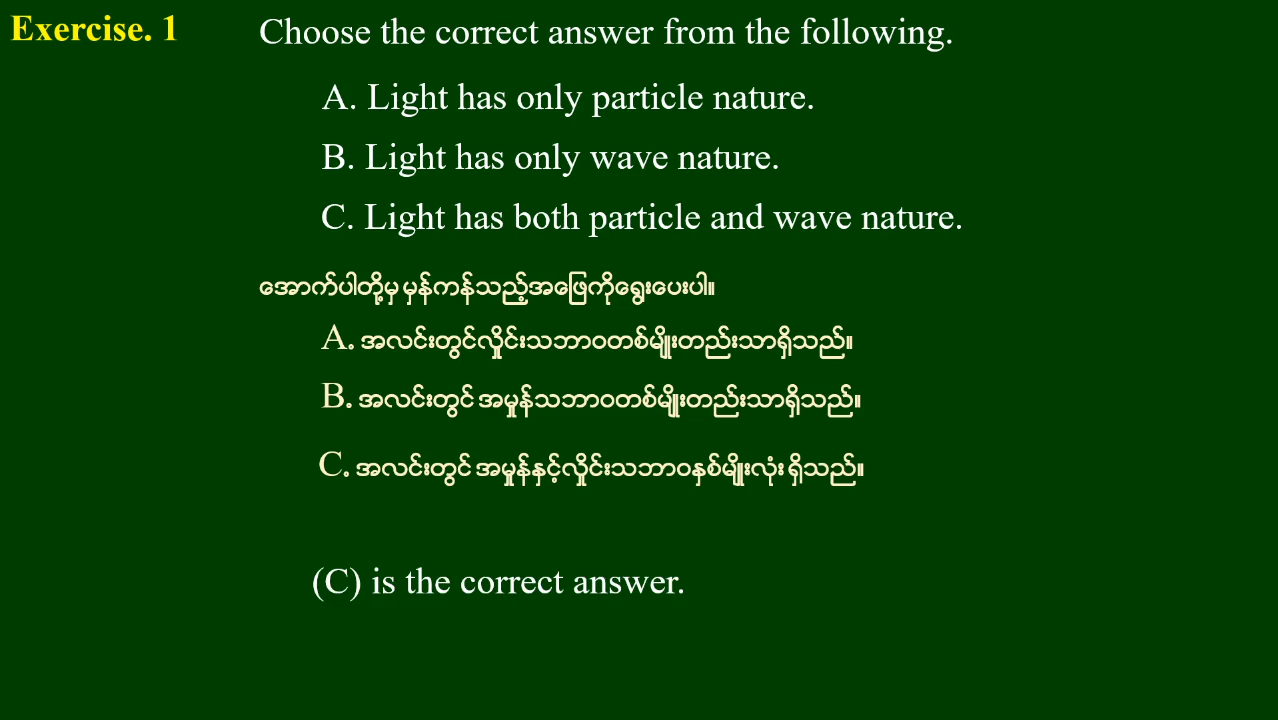 Exercise. 1
Choose the correct answer from the following.
A. Light has only particle nature.
B. Light has only wave nature.
C. Light has both particle and wave nature.
အောက်ပါတို့မှ မှန်ကန်သည့်အဖြေကိုရွေးပေးပါ။
A. အလင်းတွင်လှိုင်းသဘာဝတစ်မျိုးတည်းသာရှိသည်။
B. အလင်းတွင် အမှုန်သဘာဝတစ်မျိုးတည်းသာရှိသည်။
C. အလင်းတွင် အမှုန်နှင့်လှိုင်းသဘာဝနှစ်မျိုးလုံး ရှိသည်။
(C) is the correct answer.